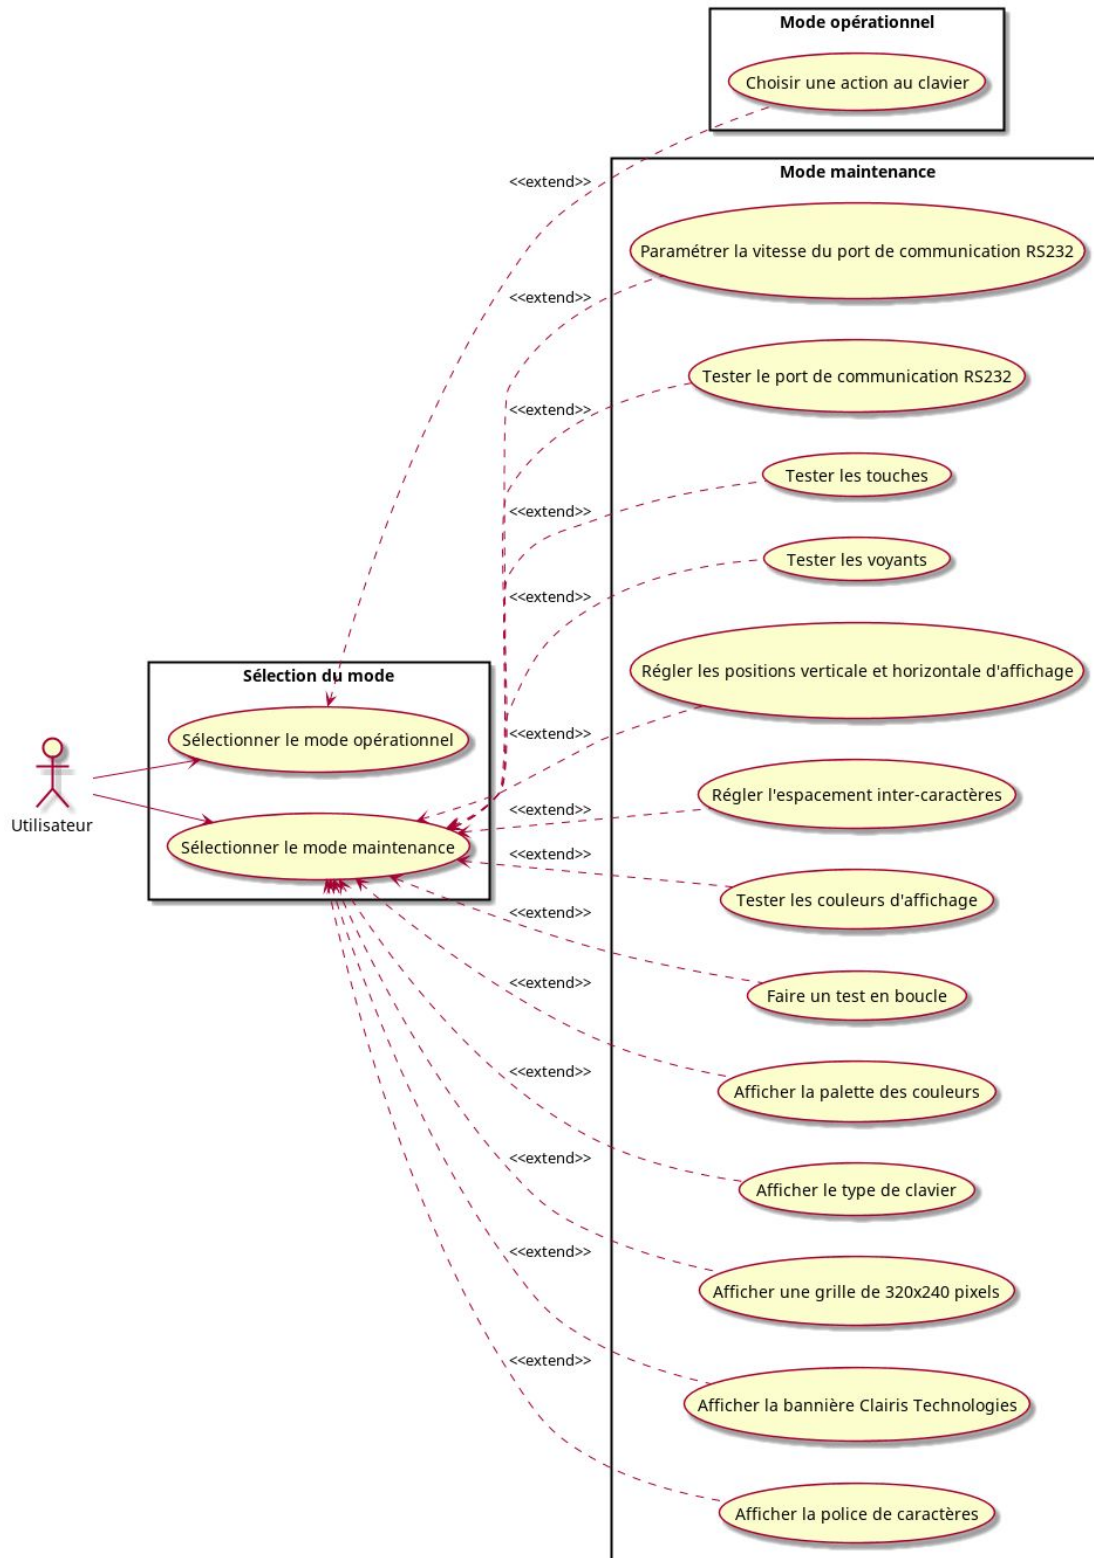 Mode opérationnel
Choisir une action au clavier
<<extend>>
Mode maintenance
Paramétrer la vitesse du port de communication RS232
<<extend>>
Tester le port de communication RS232
<<extend>>
Tester les touches
<<extend>>
Tester les voyants
<<extend>>
Régler les positions verticale et horizontale d'affichage
Sélection du mode
Sélectionner le mode opérationnel
<<extend>>
Régler l'espacement inter-caractères
<<extend>>
Utilisateur
Sélectionner le mode maintenance
<<extend>>
Tester les couleurs d'affichage
<<extend>>
Faire un test en boucle
<<extend>>
Afficher la palette des couleurs
<<extend>>
Afficher le type de clavier
<<extend>>
Afficher une grille de 320x240 pixels
<<extend>>
Afficher la bannière Clairis Technologies
<<extend>>
Afficher la police de caractères